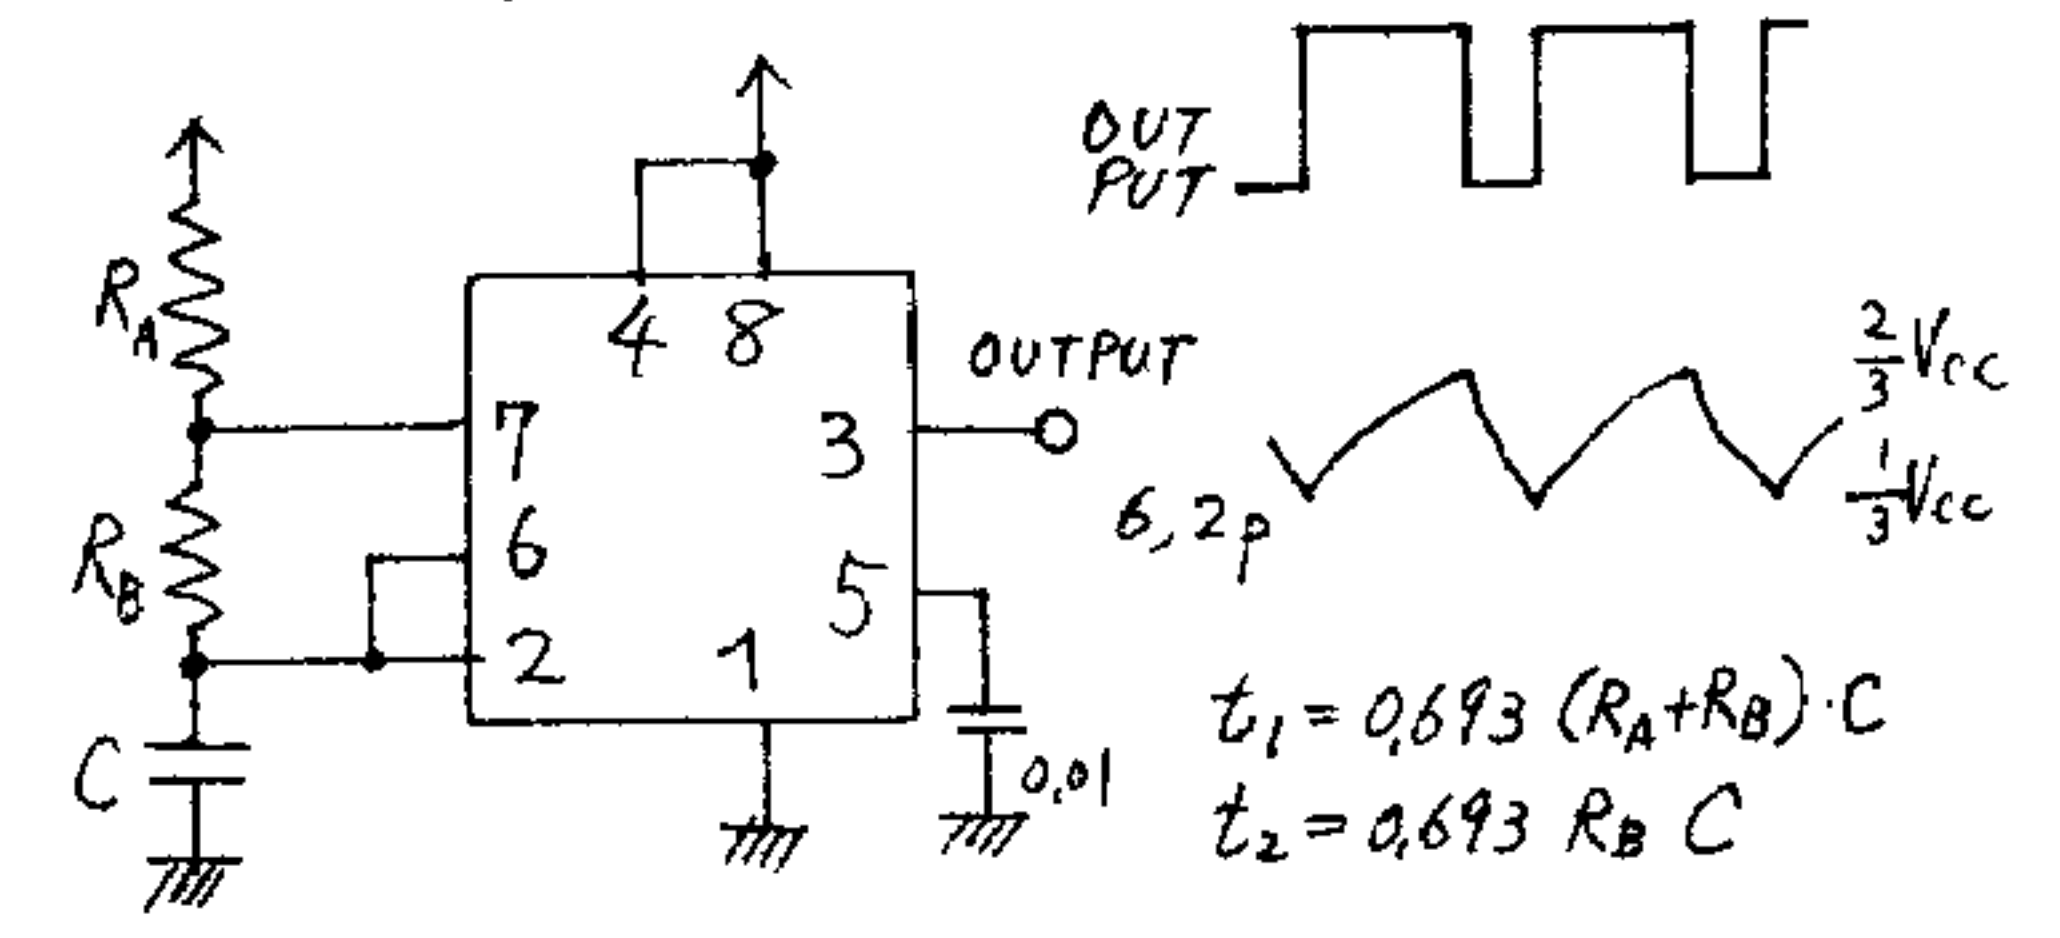 OUT
PUT
R_A
4 8
OUTPUT
2/3 Vcc
7
3
R_B
6
6, 2p
1/3 Vcc
5
2
1
C
0.01
t₁ = 0.693 (R_A+R_B)·C
t₂ = 0.693 R_B C